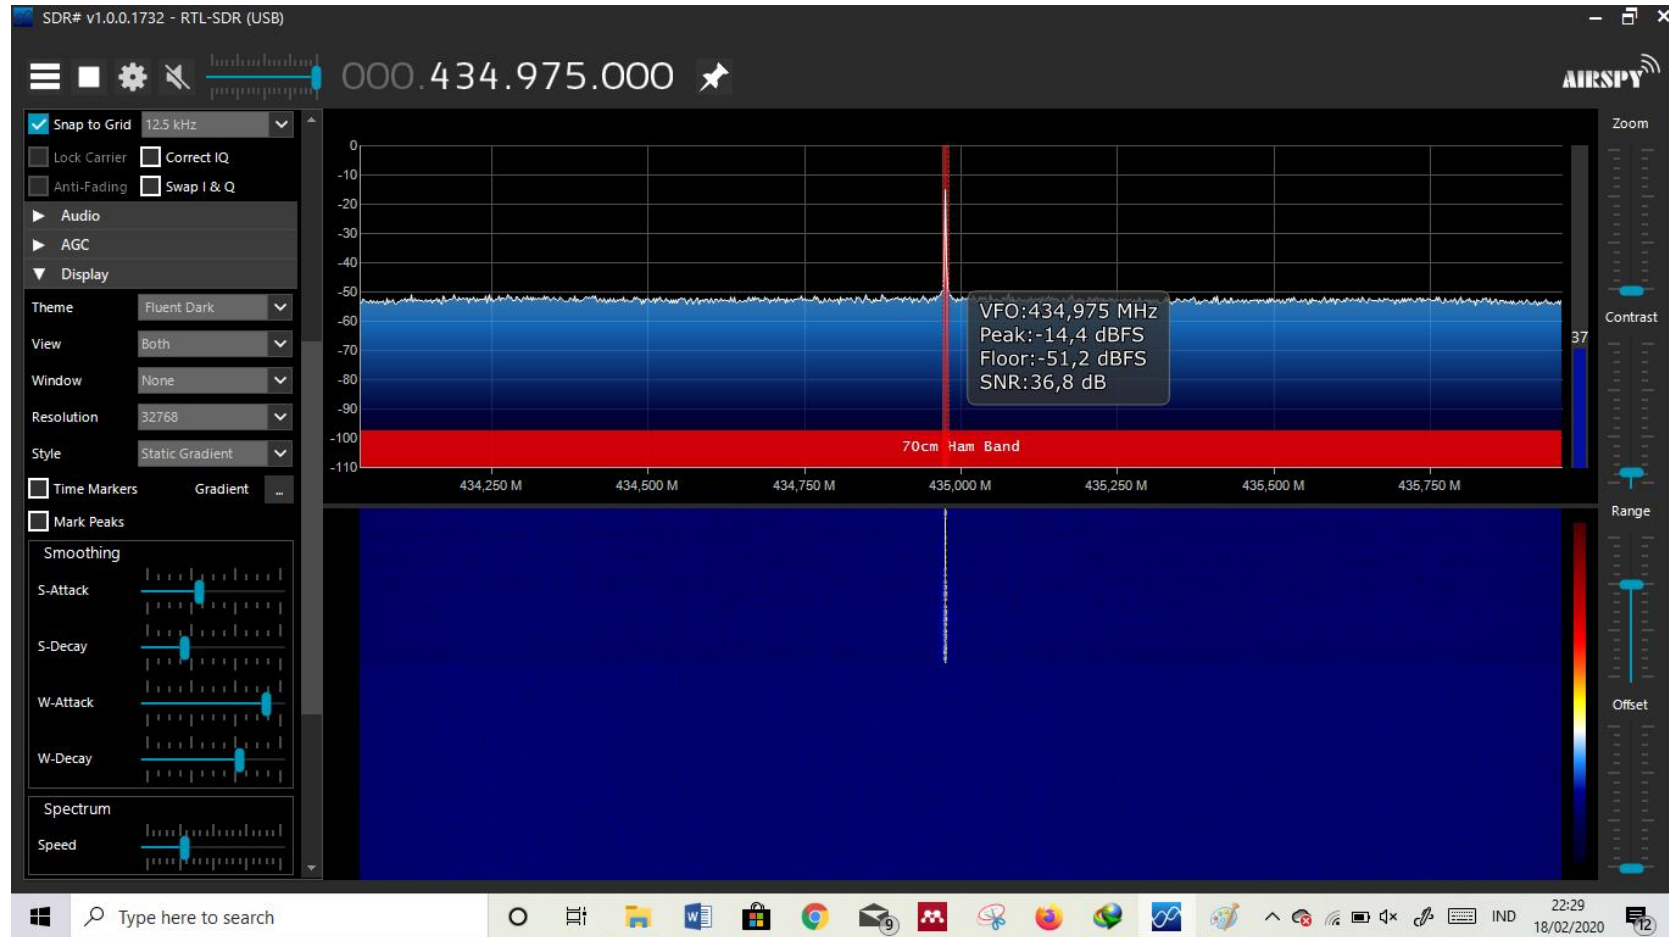 SDR# v1.0.0.1732 - RTL-SDR (USB)
000.434.975.000
AIRSPY
Snap to Grid 12.5 kHz
Lock Carrier Correct IQ
Anti-Fading Swap I & Q
Audio
AGC
Display
Theme Fluent Dark
View Both
Window None
Resolution 32768
Style Static Gradient
Time Markers Gradient ...
Mark Peaks
Smoothing
S-Attack
S-Decay
W-Attack
W-Decay
Spectrum
Speed
0
-10
-20
-30
-40
-50
-60
-70
-80
-90
-100
-110
VFO:434,975 MHz
Peak:-14,4 dBFS
Floor:-51,2 dBFS
SNR:36,8 dB
70cm Ham Band
434,250 M 434,500 M 434,750 M 435,000 M 435,250 M 435,500 M 435,750 M
37
Zoom
Contrast
Range
Offset
Type here to search
9
IND
22:29
18/02/2020
12